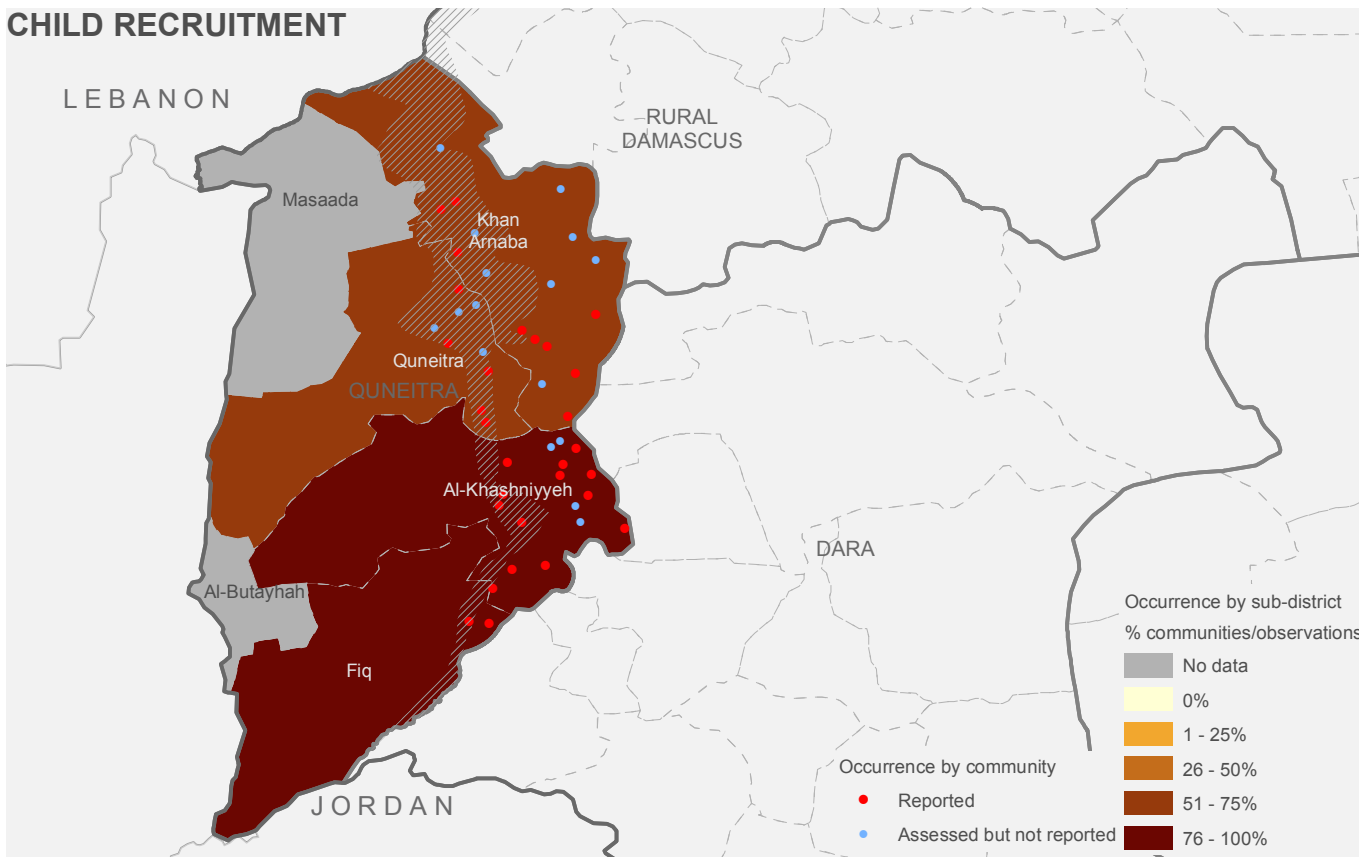 CHILD RECRUITMENT
LEBANON
RURAL
DAMASCUS
Masaada
Khan
Arnaba
Quneitra
QUNEITRA
Al-Khashniyyeh
DARA
Al-Butayhah
Fiq
JORDAN
Occurrence by sub-district
% communities/observations
No data
0%
1 - 25%
26 - 50%
51 - 75%
76 - 100%
Occurrence by community
Reported
Assessed but not reported